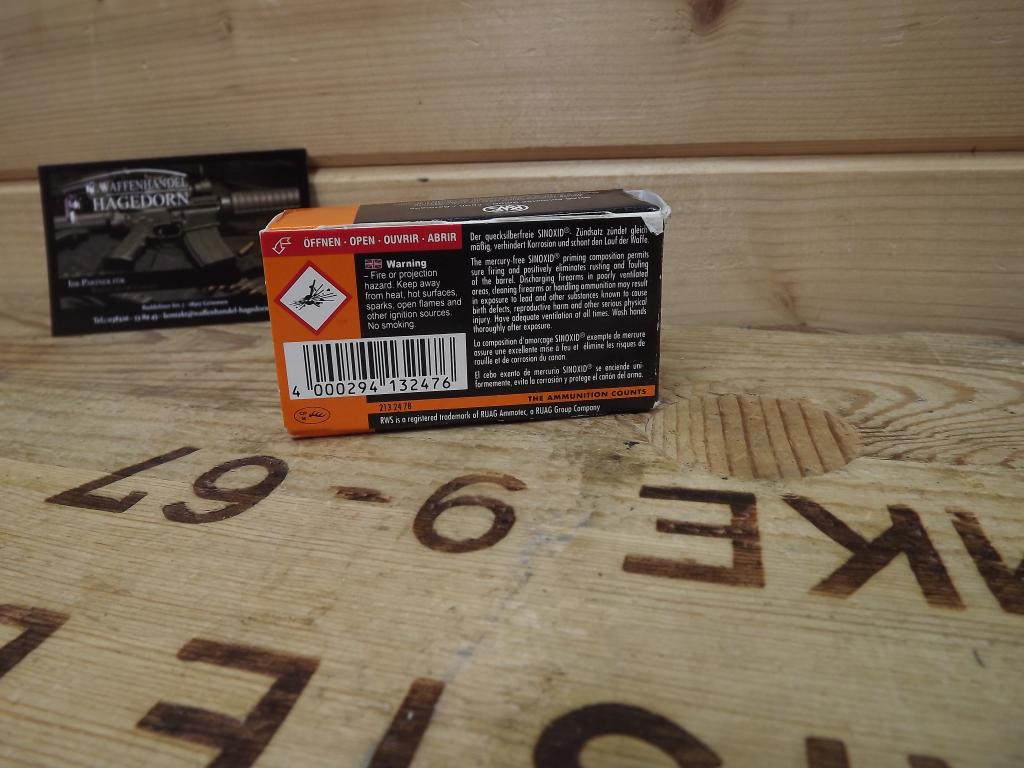 WAFFENHANDEL
HAGEDORN
IHR PARTNER FÜR
RWS
ÖFFNEN · OPEN · OUVRIR · ABRIR
Warning
– Fire or projection
hazard. Keep away
from heat, hot surfaces,
sparks, open flames and
other ignition sources.
No smoking.
4 000294 132476
213 24 78
RWS is a registered trademark of RUAG Ammotec, a RUAG Group Company
Der quecksilberfreie SINOXID®- Zündsatz zündet gleich
mäßig, verhindert Korrosion und schont den Lauf der Waffe.
The mercury-free SINOXID® priming composition permits
sure firing and positively eliminates rusting and fouling
of the barrel. Discharging firearms in poorly ventilated
areas, cleaning firearms or handling ammunition may result
in exposure to lead and other substances known to cause
birth defects, reproductive harm and other serious physical
injury. Have adequate ventilation at all times. Wash hands
thoroughly after exposure.
La composition d'amorçage SINOXID® exempte de mercure
assure une excellente mise à feu et élimine les risques de
rouille et de corrosion du canon.
El cebo exento de mercurio SINOXID® se enciende uni-
formemente, evita la corrosión y protege el cañón del arma.
THE AMMUNITION COUNTS
KE
9-67